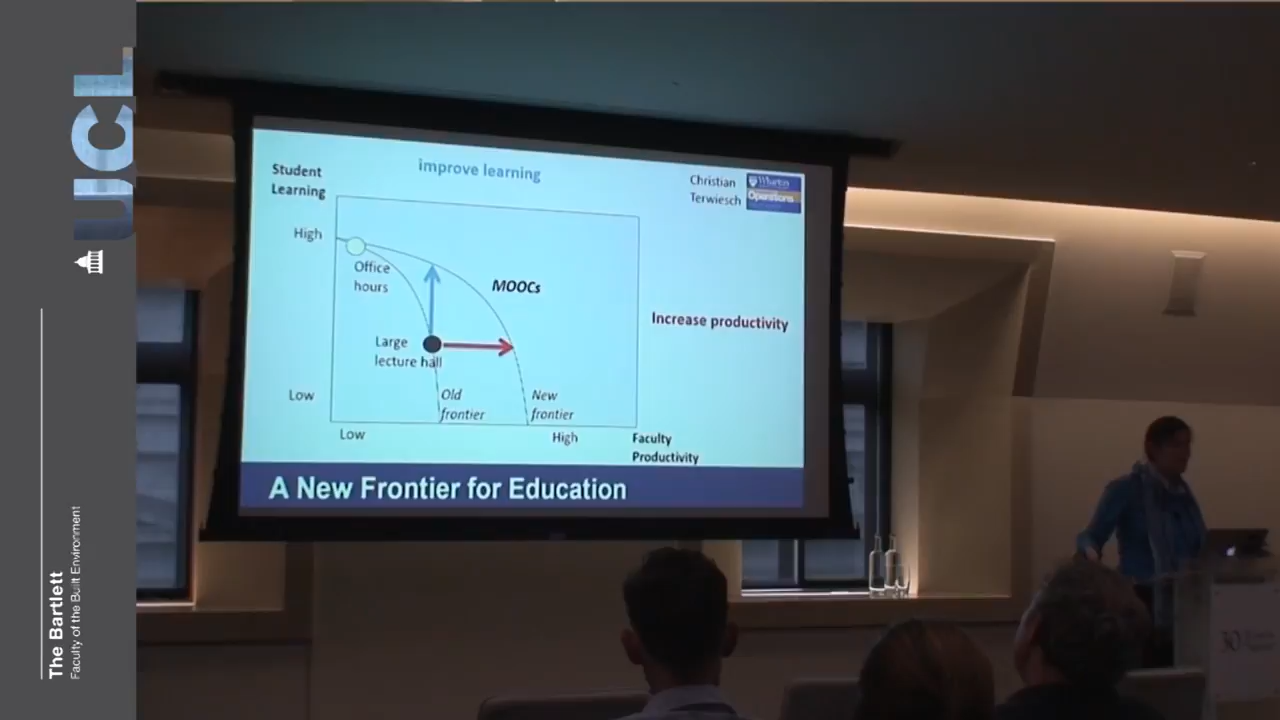 UCL
The Bartlett
Faculty of the Built Environment
improve learning
Student
Learning
Christian
Terwiesch
Wharton
Operations
High
Office
hours
MOOCs
Increase productivity
Large
lecture hall
Low
Old
frontier
New
frontier
Low
High
Faculty
Productivity
A New Frontier for Education